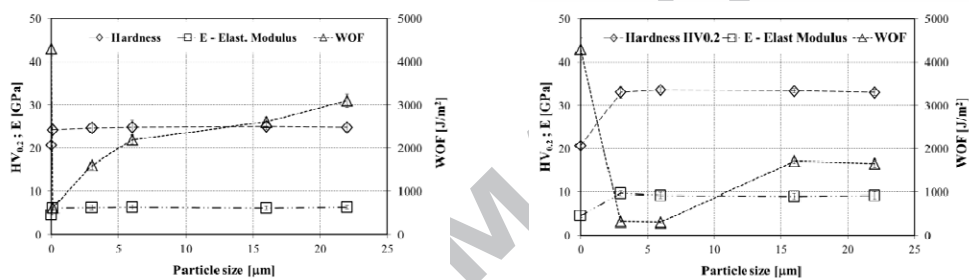 Hardness E - Elast. Modulus WOF
50 40 30 20 10 0
HV0.2 ; E [GPa]
5000 4000 3000 2000 1000 0
WOF [J/m²]
0 5 10 15 20 25
Particle size [µm]
Hardness HV0.2 E - Elast Modulus WOF
50 40 30 20 10 0
HV0.2 ; E [GPa]
5000 4000 3000 2000 1000 0
WOF [J/m²]
0 5 10 15 20 25
Particle size [µm]
M